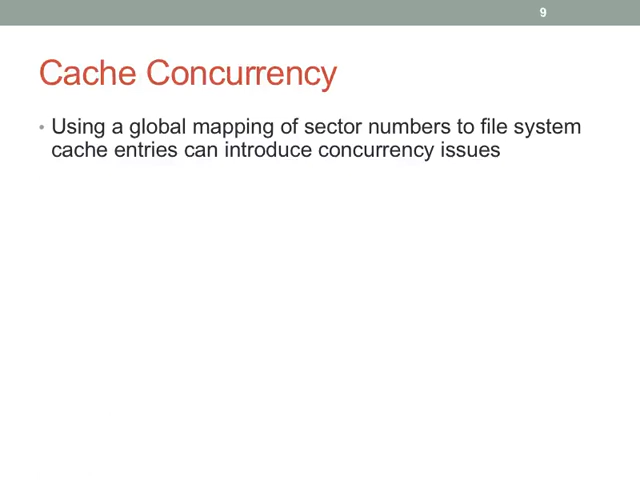 9
Cache Concurrency
• Using a global mapping of sector numbers to file system
cache entries can introduce concurrency issues